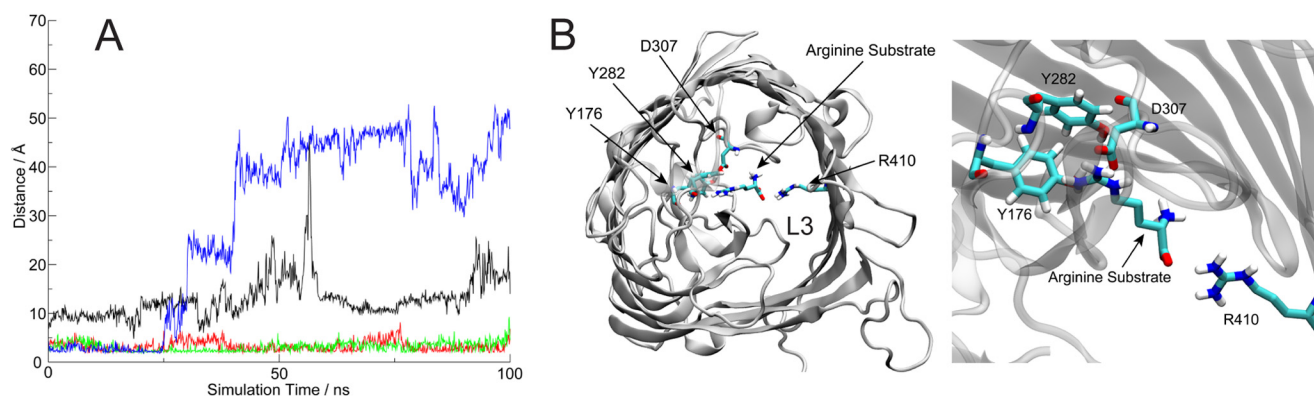 A
70
60
50
40
30
20
10
0
Distance / Å
0
50
100
Simulation Time / ns
B
D307
Arginine Substrate
Y282
Y176
R410
L3
Y282
D307
Y176
Arginine Substrate
R410